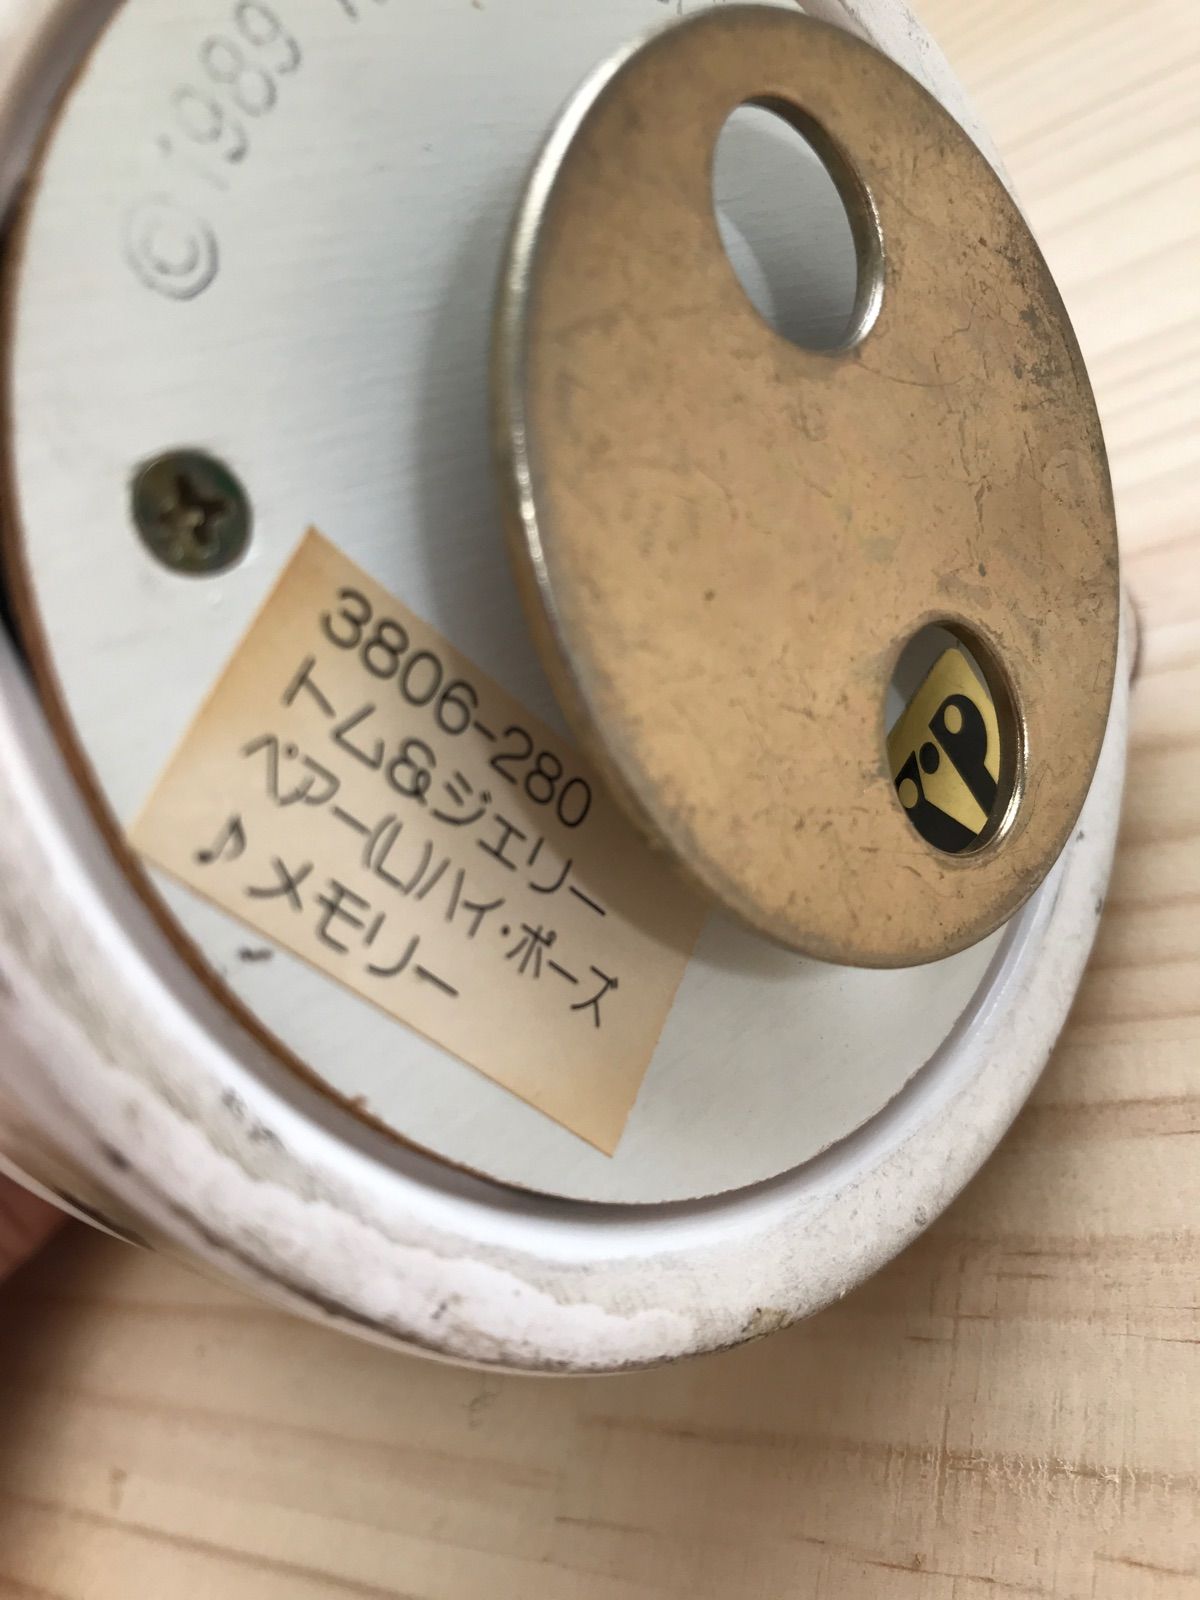 ©1989
3806-280
トム&ジェリー
ペアー(L)ハイ・ポーズ
♪メモリー